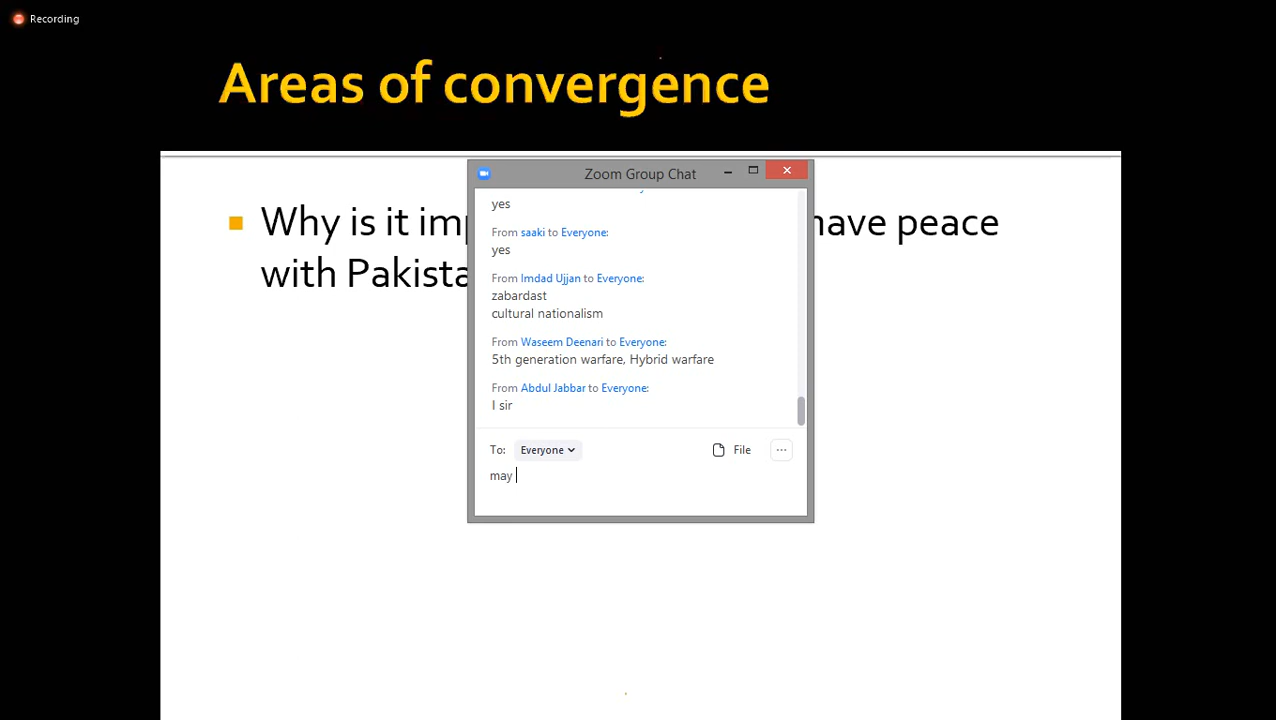 Recording
Areas of convergence
Zoom Group Chat
Why is it imp have peace
with Pakista
yes
From saaki to Everyone:
yes
From Imdad Ujjan to Everyone:
zabardast
cultural nationalism
From Waseem Deenari to Everyone:
5th generation warfare, Hybrid warfare
From Abdul Jabbar to Everyone:
I sir
To: Everyone File ...
may